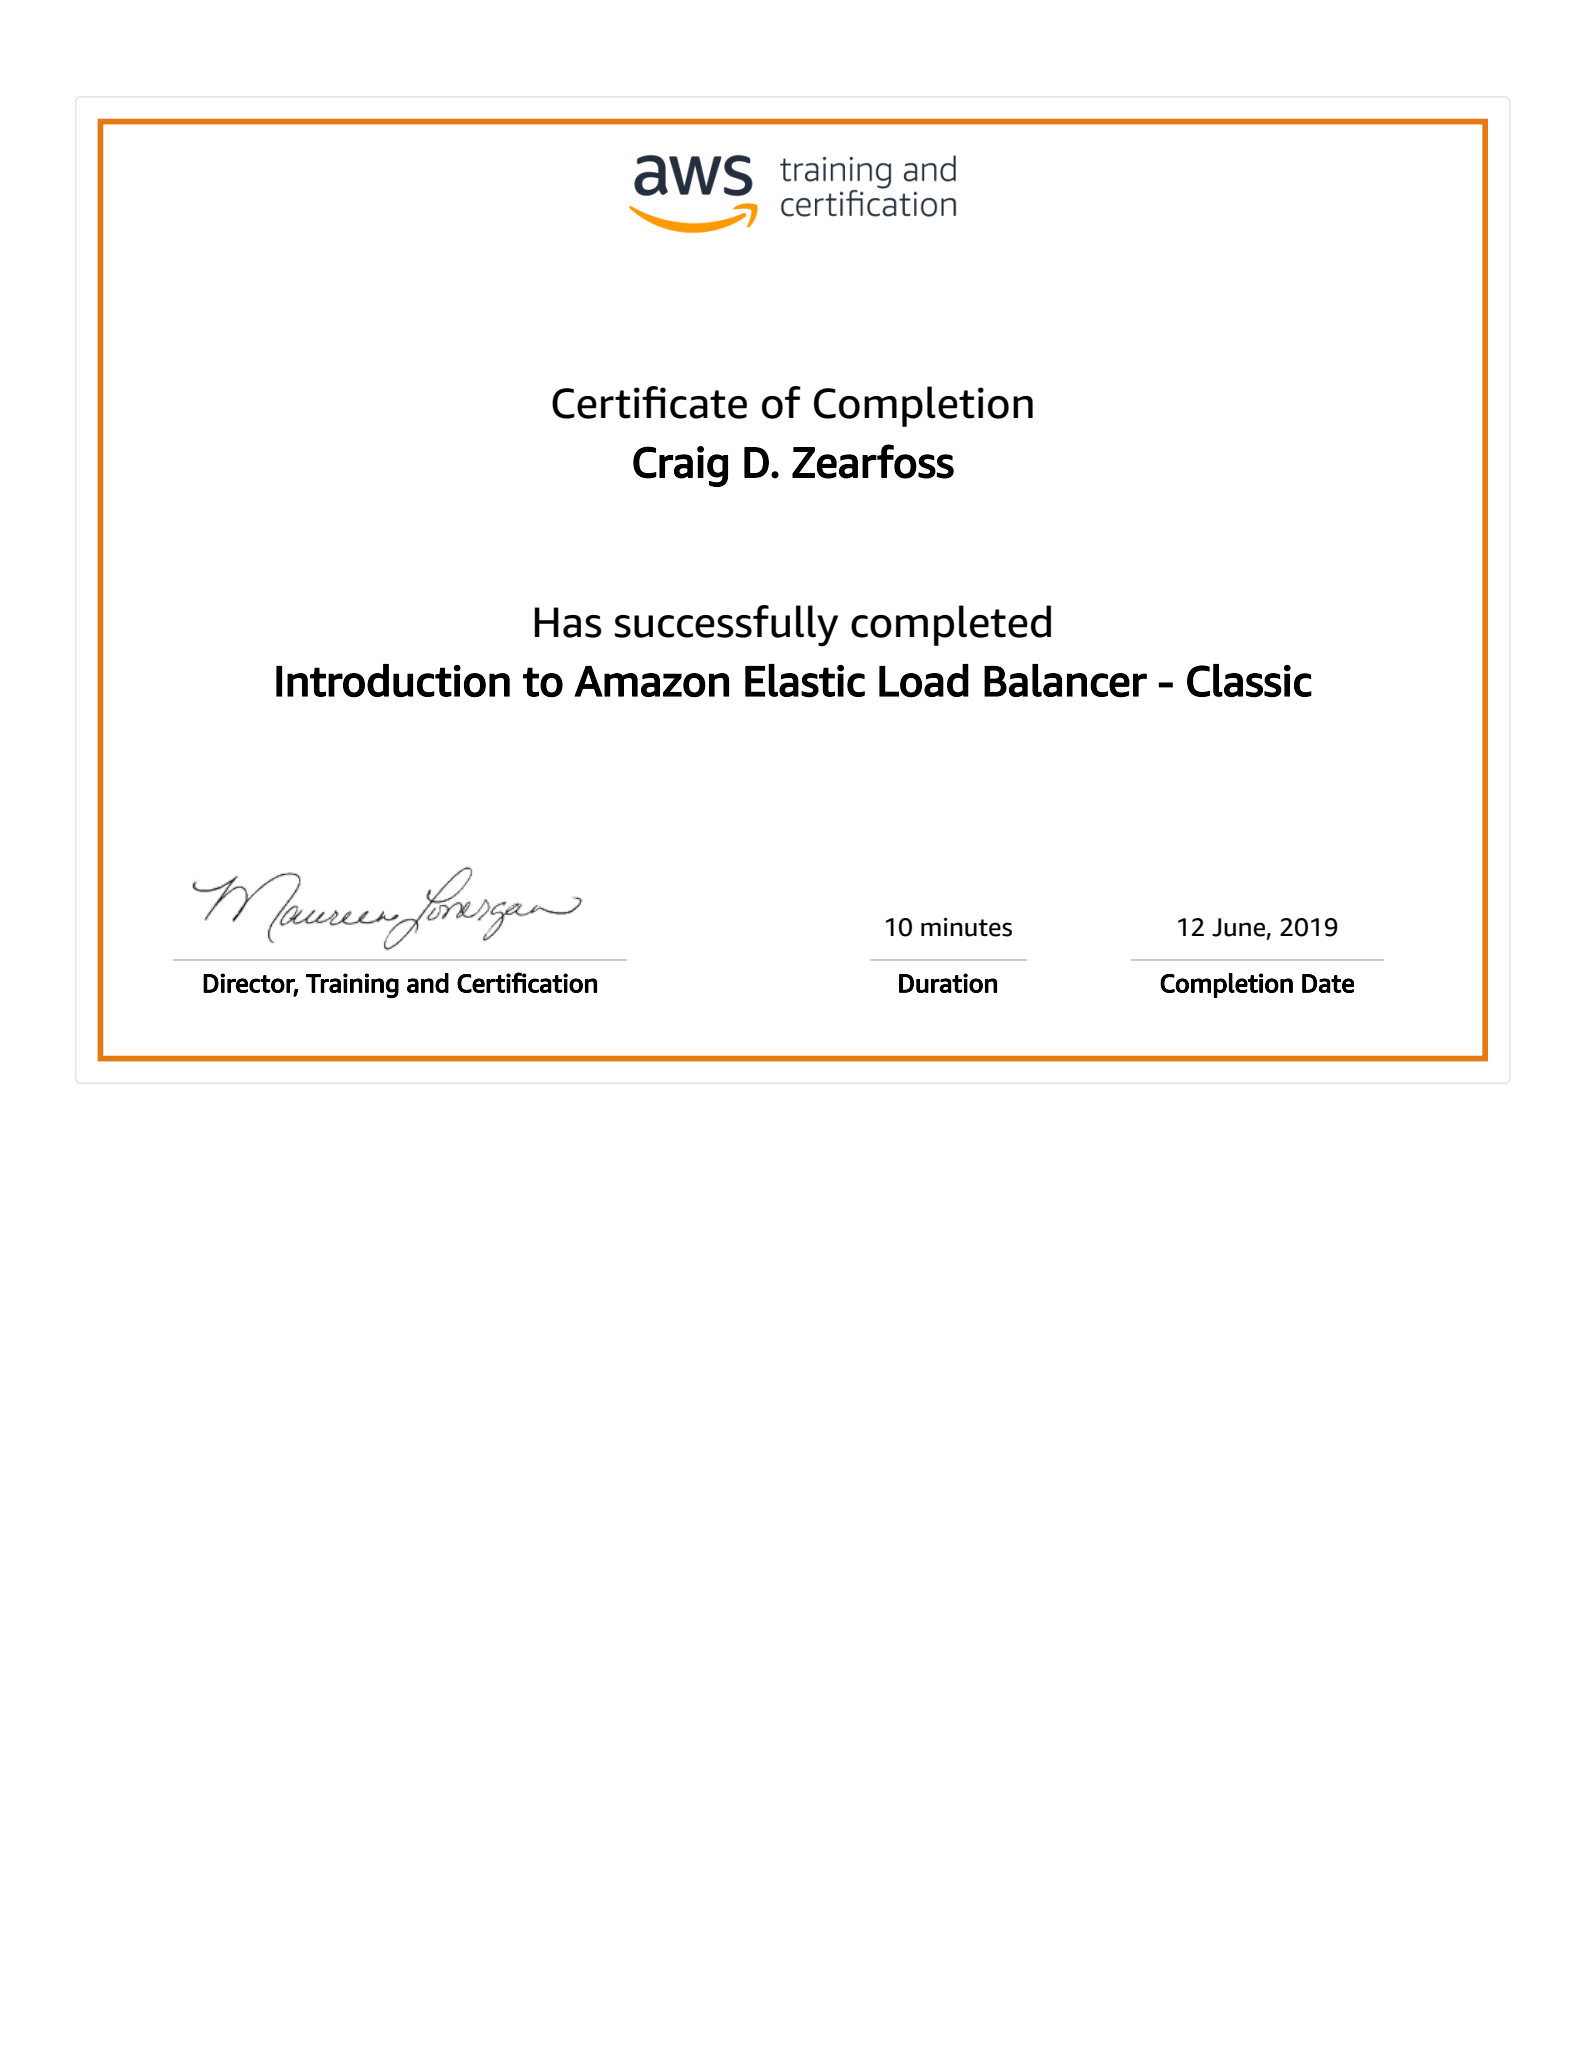 aws training and
certification
Certificate of Completion
Craig D. Zearfoss
Has successfully completed
Introduction to Amazon Elastic Load Balancer - Classic
Maureen Lonergan
10 minutes
12 June, 2019
Director, Training and Certification
Duration
Completion Date